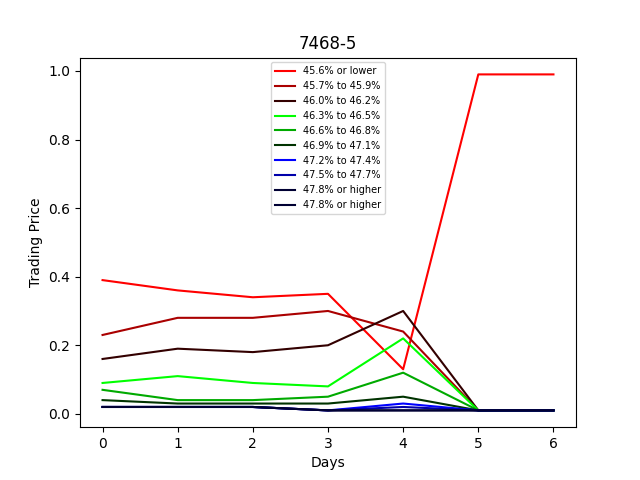 7468-5
45.6% or lower
45.7% to 45.9%
46.0% to 46.2%
46.3% to 46.5%
46.6% to 46.8%
46.9% to 47.1%
47.2% to 47.4%
47.5% to 47.7%
47.8% or higher
47.8% or higher
1.0
0.8
0.6
0.4
0.2
0.0
Trading Price
0 1 2 3 4 5 6
Days